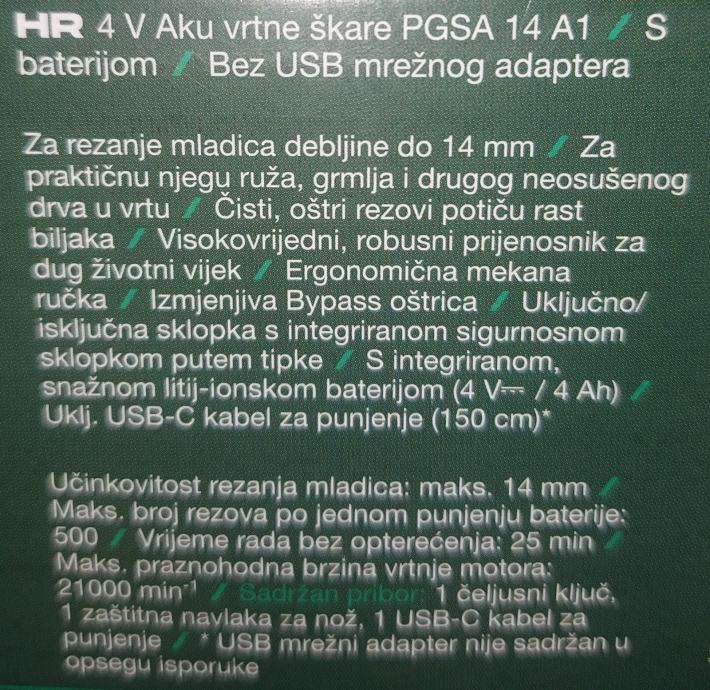 HR 4 V Aku vrtne škare PGSA 14 A1 / S
baterijom / Bez USB mrežnog adaptera
Za rezanje mladica debljine do 14 mm / Za
praktičnu njegu ruža, grmlja i drugog neosušenog
drva u vrtu / Čisti, oštri rezovi potiču rast
biljaka / Visokovrijedni, robusni prijenosnik za
dug životni vijek / Ergonomična mekana
ručka / Izmjenjiva Bypass oštrica / Uključno/
isključna sklopka s integriranom sigurnosnom
sklopkom putem tipke / S integriranom,
snažnom litij-ionskom baterijom (4 V⎓ / 4 Ah) /
Uklj. USB-C kabel za punjenje (150 cm)*
Učinkovitost rezanja mladica: maks. 14 mm /
Maks. broj rezova po jednom punjenju baterije:
500 / Vrijeme rada bez opterećenja: 25 min /
Maks. praznohodna brzina vrtnje motora:
21000 min⁻¹ / Sadržan pribor: 1 čeljusni ključ,
1 zaštitna navlaka za nož, 1 USB-C kabel za
punjenje / * USB mrežni adapter nije sadržan u
opsegu isporuke